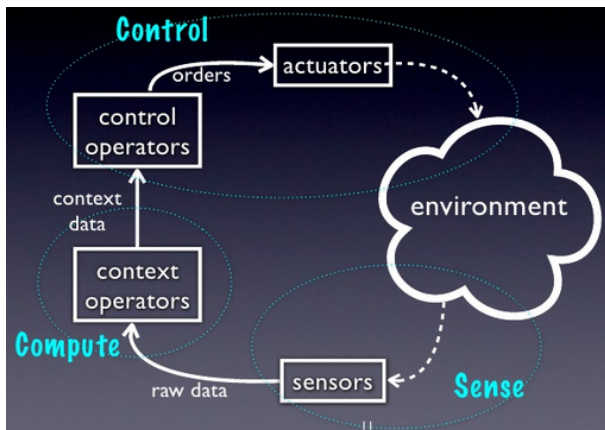 Control
orders
actuators
control
operators
context
data
environment
context
operators
Compute
raw data
sensors
Sense